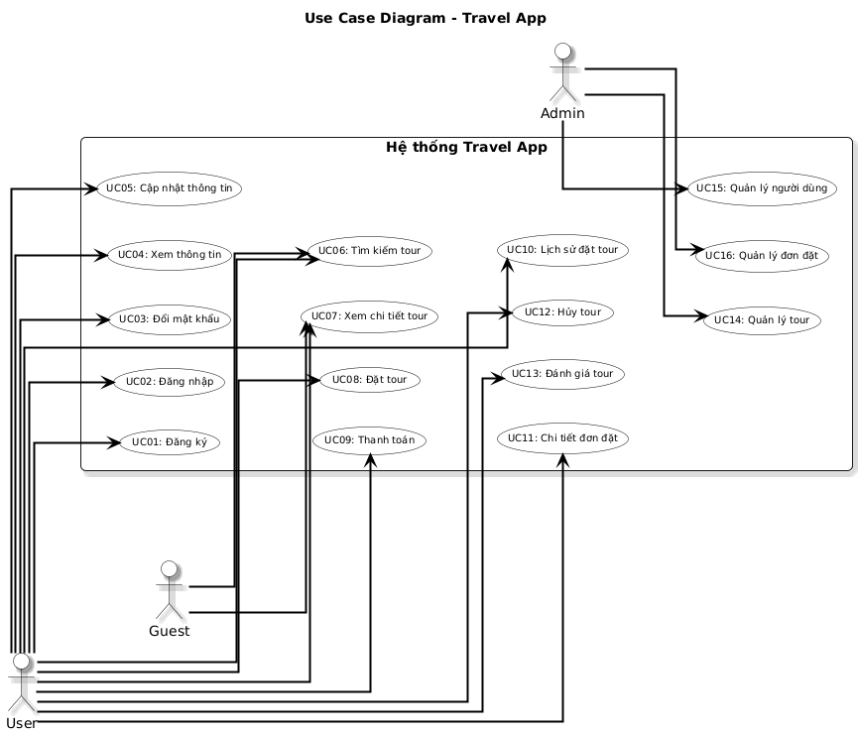 Use Case Diagram - Travel App
Admin
Hệ thống Travel App
UC05: Cập nhật thông tin
UC15: Quản lý người dùng
UC04: Xem thông tin
UC06: Tìm kiếm tour
UC10: Lịch sử đặt tour
UC16: Quản lý đơn đặt
UC03: Đổi mật khẩu
UC07: Xem chi tiết tour
UC12: Hủy tour
UC14: Quản lý tour
UC02: Đăng nhập
UC08: Đặt tour
UC13: Đánh giá tour
UC01: Đăng ký
UC09: Thanh toán
UC11: Chi tiết đơn đặt
Guest
User